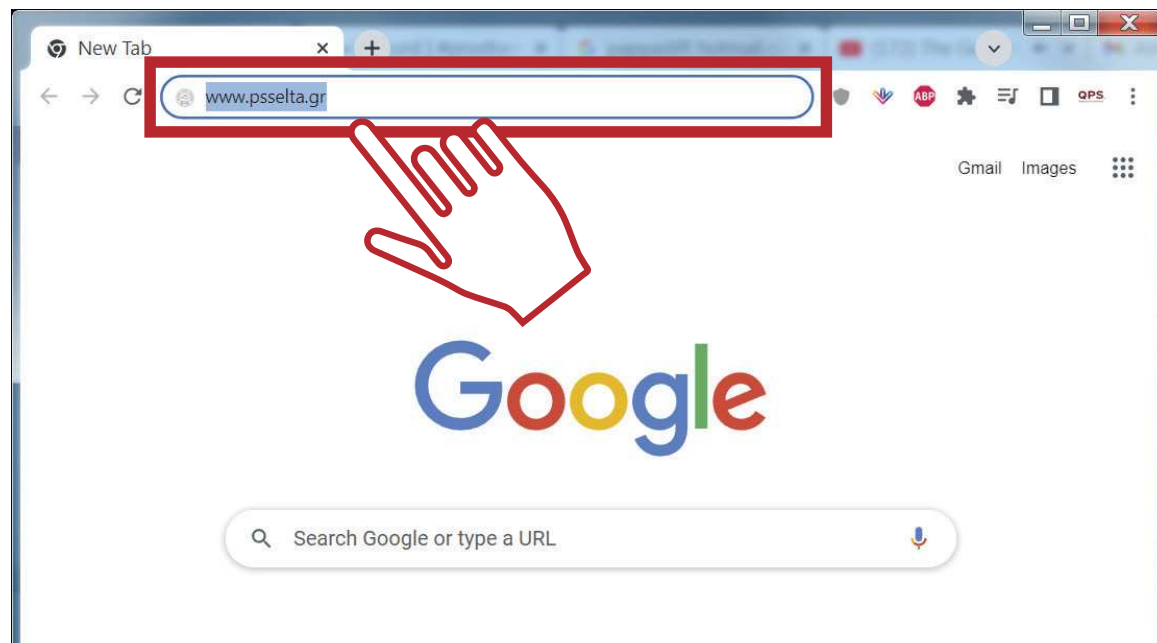 New Tab
www.psselta.gr
ABP
QPS
Gmail Images
Google
Search Google or type a URL